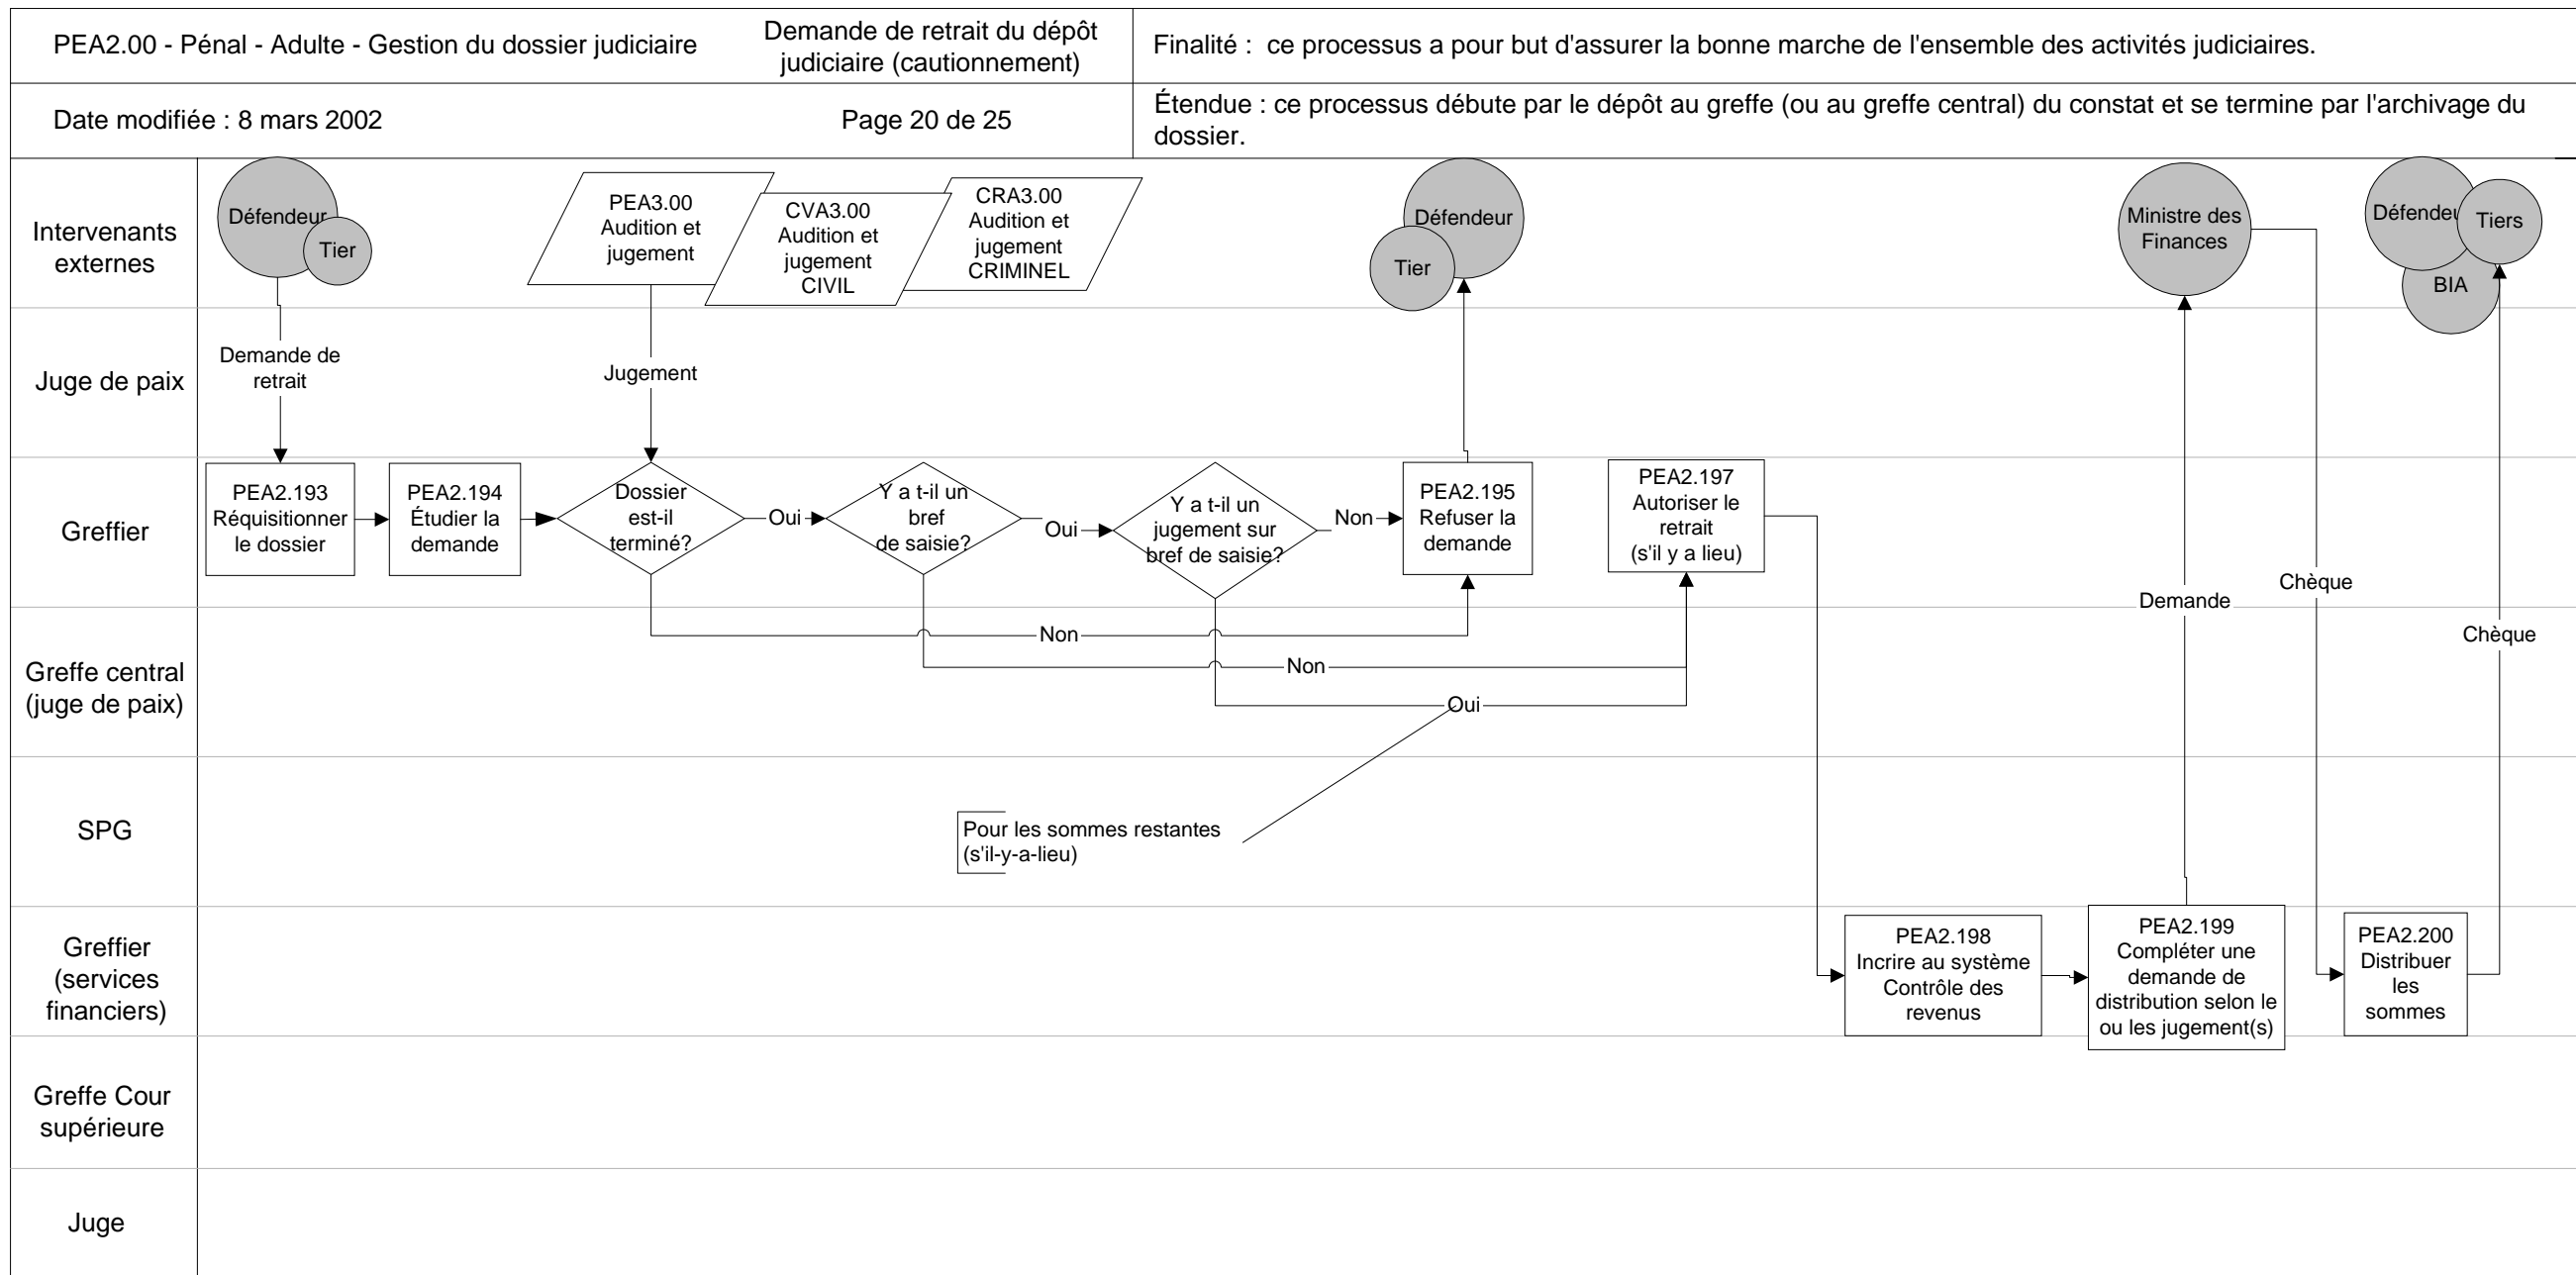 PEA2.00 - Pénal - Adulte - Gestion du dossier judiciaire
Demande de retrait du dépôt
judiciaire (cautionnement)
Finalité : ce processus a pour but d'assurer la bonne marche de l'ensemble des activités judiciaires.
Date modifiée : 8 mars 2002
Page 20 de 25
Étendue : ce processus débute par le dépôt au greffe (ou au greffe central) du constat et se termine par l'archivage du
dossier.
Intervenants
externes
Défendeur
Tier
PEA3.00
Audition et
jugement
CVA3.00
Audition et
jugement
CIVIL
CRA3.00
Audition et
jugement
CRIMINEL
Défendeur
Tier
Ministre des
Finances
Défendeu
Tiers
BIA
Juge de paix
Demande de
retrait
Jugement
Greffier
PEA2.193
Réquisitionner
le dossier
PEA2.194
Étudier la
demande
Dossier
est-il
terminé?
Oui
Y a t-il un
bref
de saisie?
Oui
Y a t-il un
jugement sur
bref de saisie?
Non
PEA2.195
Refuser la
demande
PEA2.197
Autoriser le
retrait
(s'il y a lieu)
Chèque
Demande
Greffe central
(juge de paix)
Non
Non
Oui
Chèque
SPG
Pour les sommes restantes
(s'il-y-a-lieu)
Greffier
(services
financiers)
PEA2.198
Incrire au système
Contrôle des
revenus
PEA2.199
Compléter une
demande de
distribution selon le
ou les jugement(s)
PEA2.200
Distribuer
les
sommes
Greffe Cour
supérieure
Juge